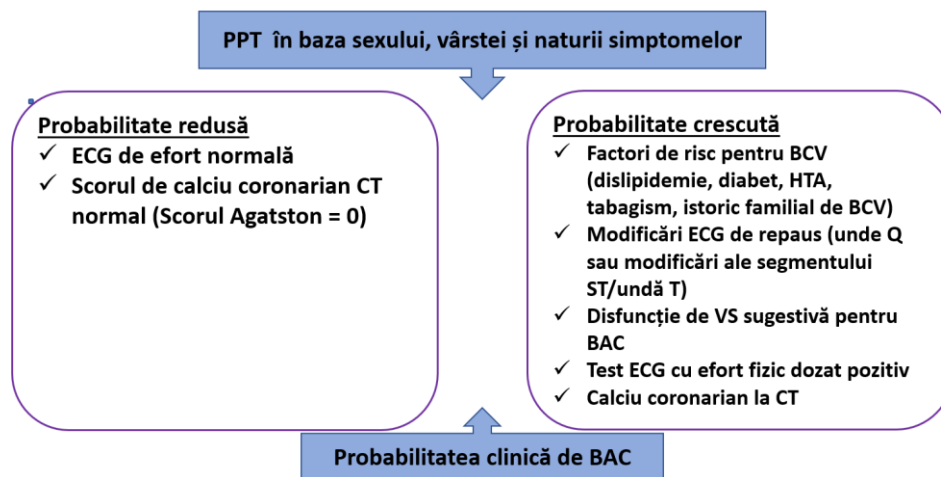 PPT în baza sexului, vârstei și naturii simptomelor
Probabilitate redusă
✓ ECG de efort normală
✓ Scorul de calciu coronarian CT
normal (Scorul Agatston = 0)
Probabilitate crescută
✓ Factori de risc pentru BCV
(dislipidemie, diabet, HTA,
tabagism, istoric familial de BCV)
✓ Modificări ECG de repaus (unde Q
sau modificări ale segmentului
ST/undă T)
✓ Disfuncție de VS sugestivă pentru
BAC
✓ Test ECG cu efort fizic dozat pozitiv
✓ Calciu coronarian la CT
Probabilitatea clinică de BAC